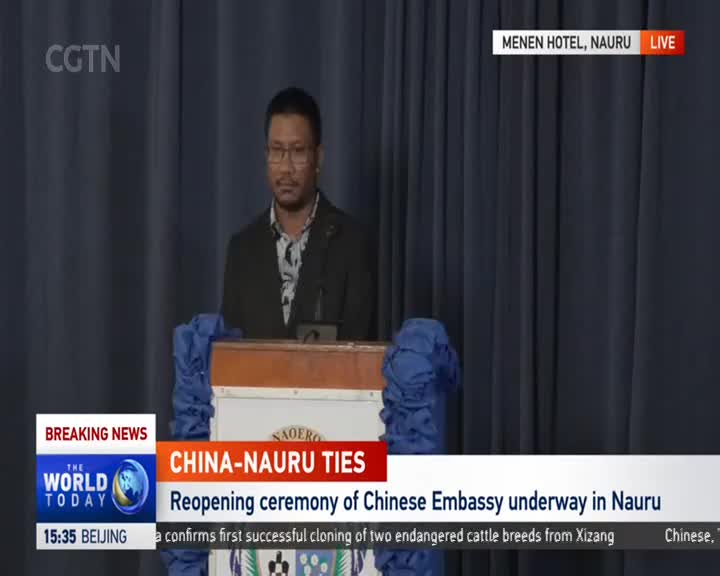 CGTN
MENEN HOTEL, NAURU LIVE
NAOERO
BREAKING NEWS
CHINA-NAURU TIES
THE
WORLD
TODAY
Reopening ceremony of Chinese Embassy underway in Nauru
15:35 BEIJING
a confirms first successful cloning of two endangered cattle breeds from Xizang Chinese,